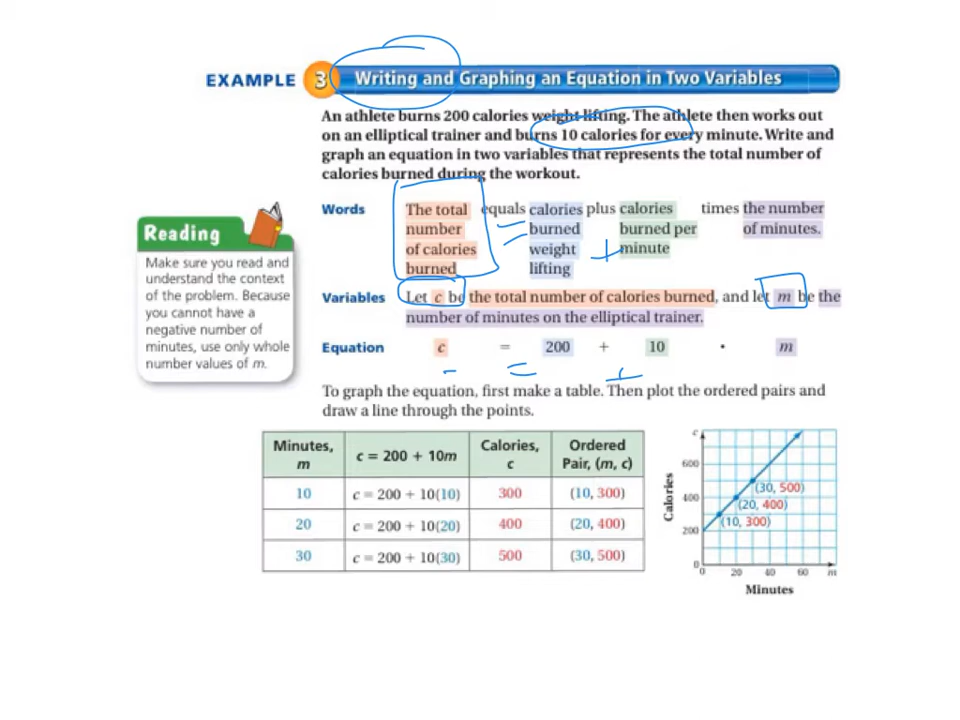 EXAMPLE 3 Writing and Graphing an Equation in Two Variables
An athlete burns 200 calories weight lifting. The athlete then works out
on an elliptical trainer and burns 10 calories for every minute. Write and
graph an equation in two variables that represents the total number of
calories burned during the workout.
Words The total number of calories burned equals calories burned weight lifting plus calories burned per minute times the number of minutes.
= +
Reading
Make sure you read and
understand the context
of the problem. Because
you cannot have a
negative number of
minutes, use only whole
number values of m.
Variables Let c be the total number of calories burned, and let m be the
number of minutes on the elliptical trainer.
Equation c = 200 + 10 · m
- = +
To graph the equation, first make a table. Then plot the ordered pairs and
draw a line through the points.
Minutes, m c = 200 + 10m Calories, c Ordered Pair, (m, c)
10 c = 200 + 10(10) 300 (10, 300)
20 c = 200 + 10(20) 400 (20, 400)
30 c = 200 + 10(30) 500 (30, 500)
Calories
c
600
400
200
0
(30, 500)
(20, 400)
(10, 300)
0 20 40 60 m
Minutes